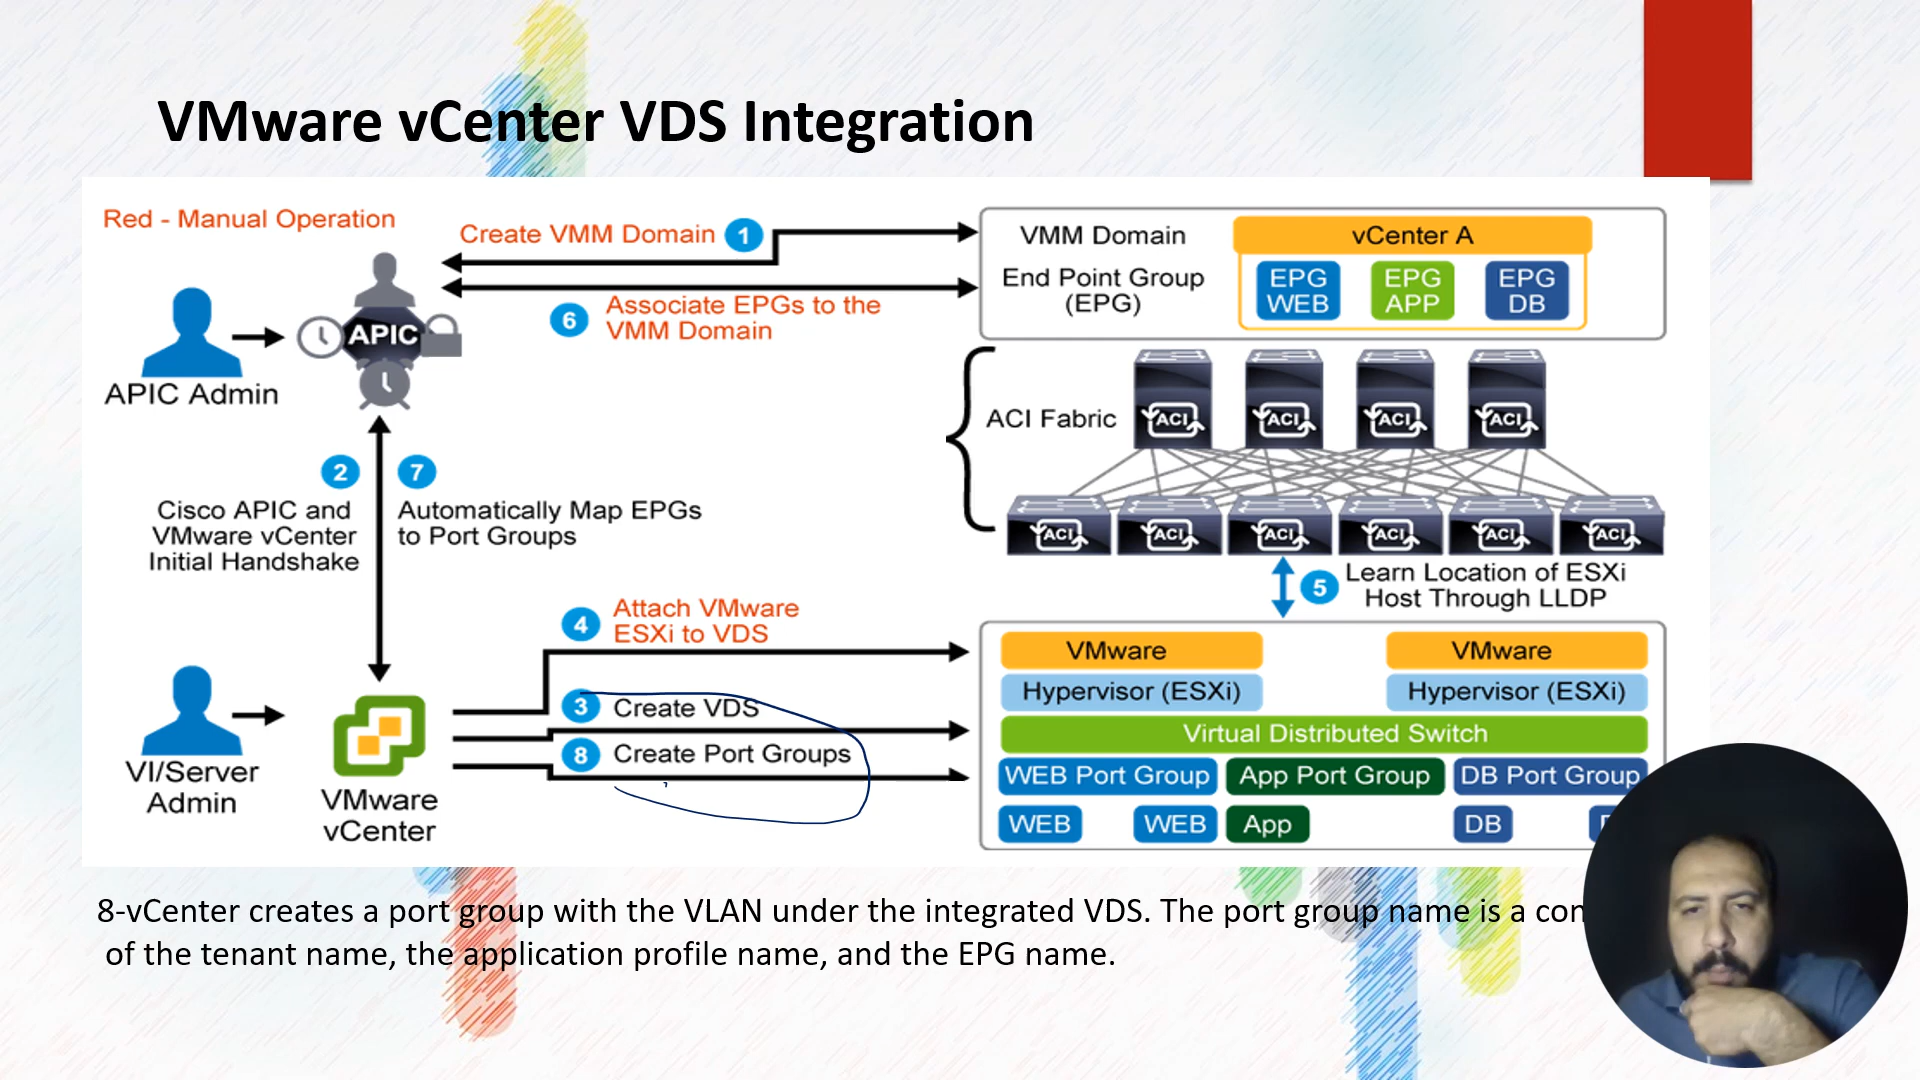 VMware vCenter VDS Integration
Red - Manual Operation
Create VMM Domain 1
6 Associate EPGs to the
VMM Domain
APIC
APIC Admin
VMM Domain
vCenter A
End Point Group
(EPG)
EPG
WEB
EPG
APP
EPG
DB
ACI Fabric
ACI
ACI
ACI
ACI
ACI
ACI
ACI
ACI
ACI
ACI
2
Cisco APIC and
VMware vCenter
Initial Handshake
7
Automatically Map EPGs
to Port Groups
5 Learn Location of ESXi
Host Through LLDP
4 Attach VMware
ESXi to VDS
3 Create VDS
8 Create Port Groups
VI/Server
Admin
VMware
vCenter
VMware
VMware
Hypervisor (ESXi)
Hypervisor (ESXi)
Virtual Distributed Switch
WEB Port Group
App Port Group
DB Port Group
WEB
WEB
App
DB
8-vCenter creates a port group with the VLAN under the integrated VDS. The port group name is a
of the tenant name, the application profile name, and the EPG name.